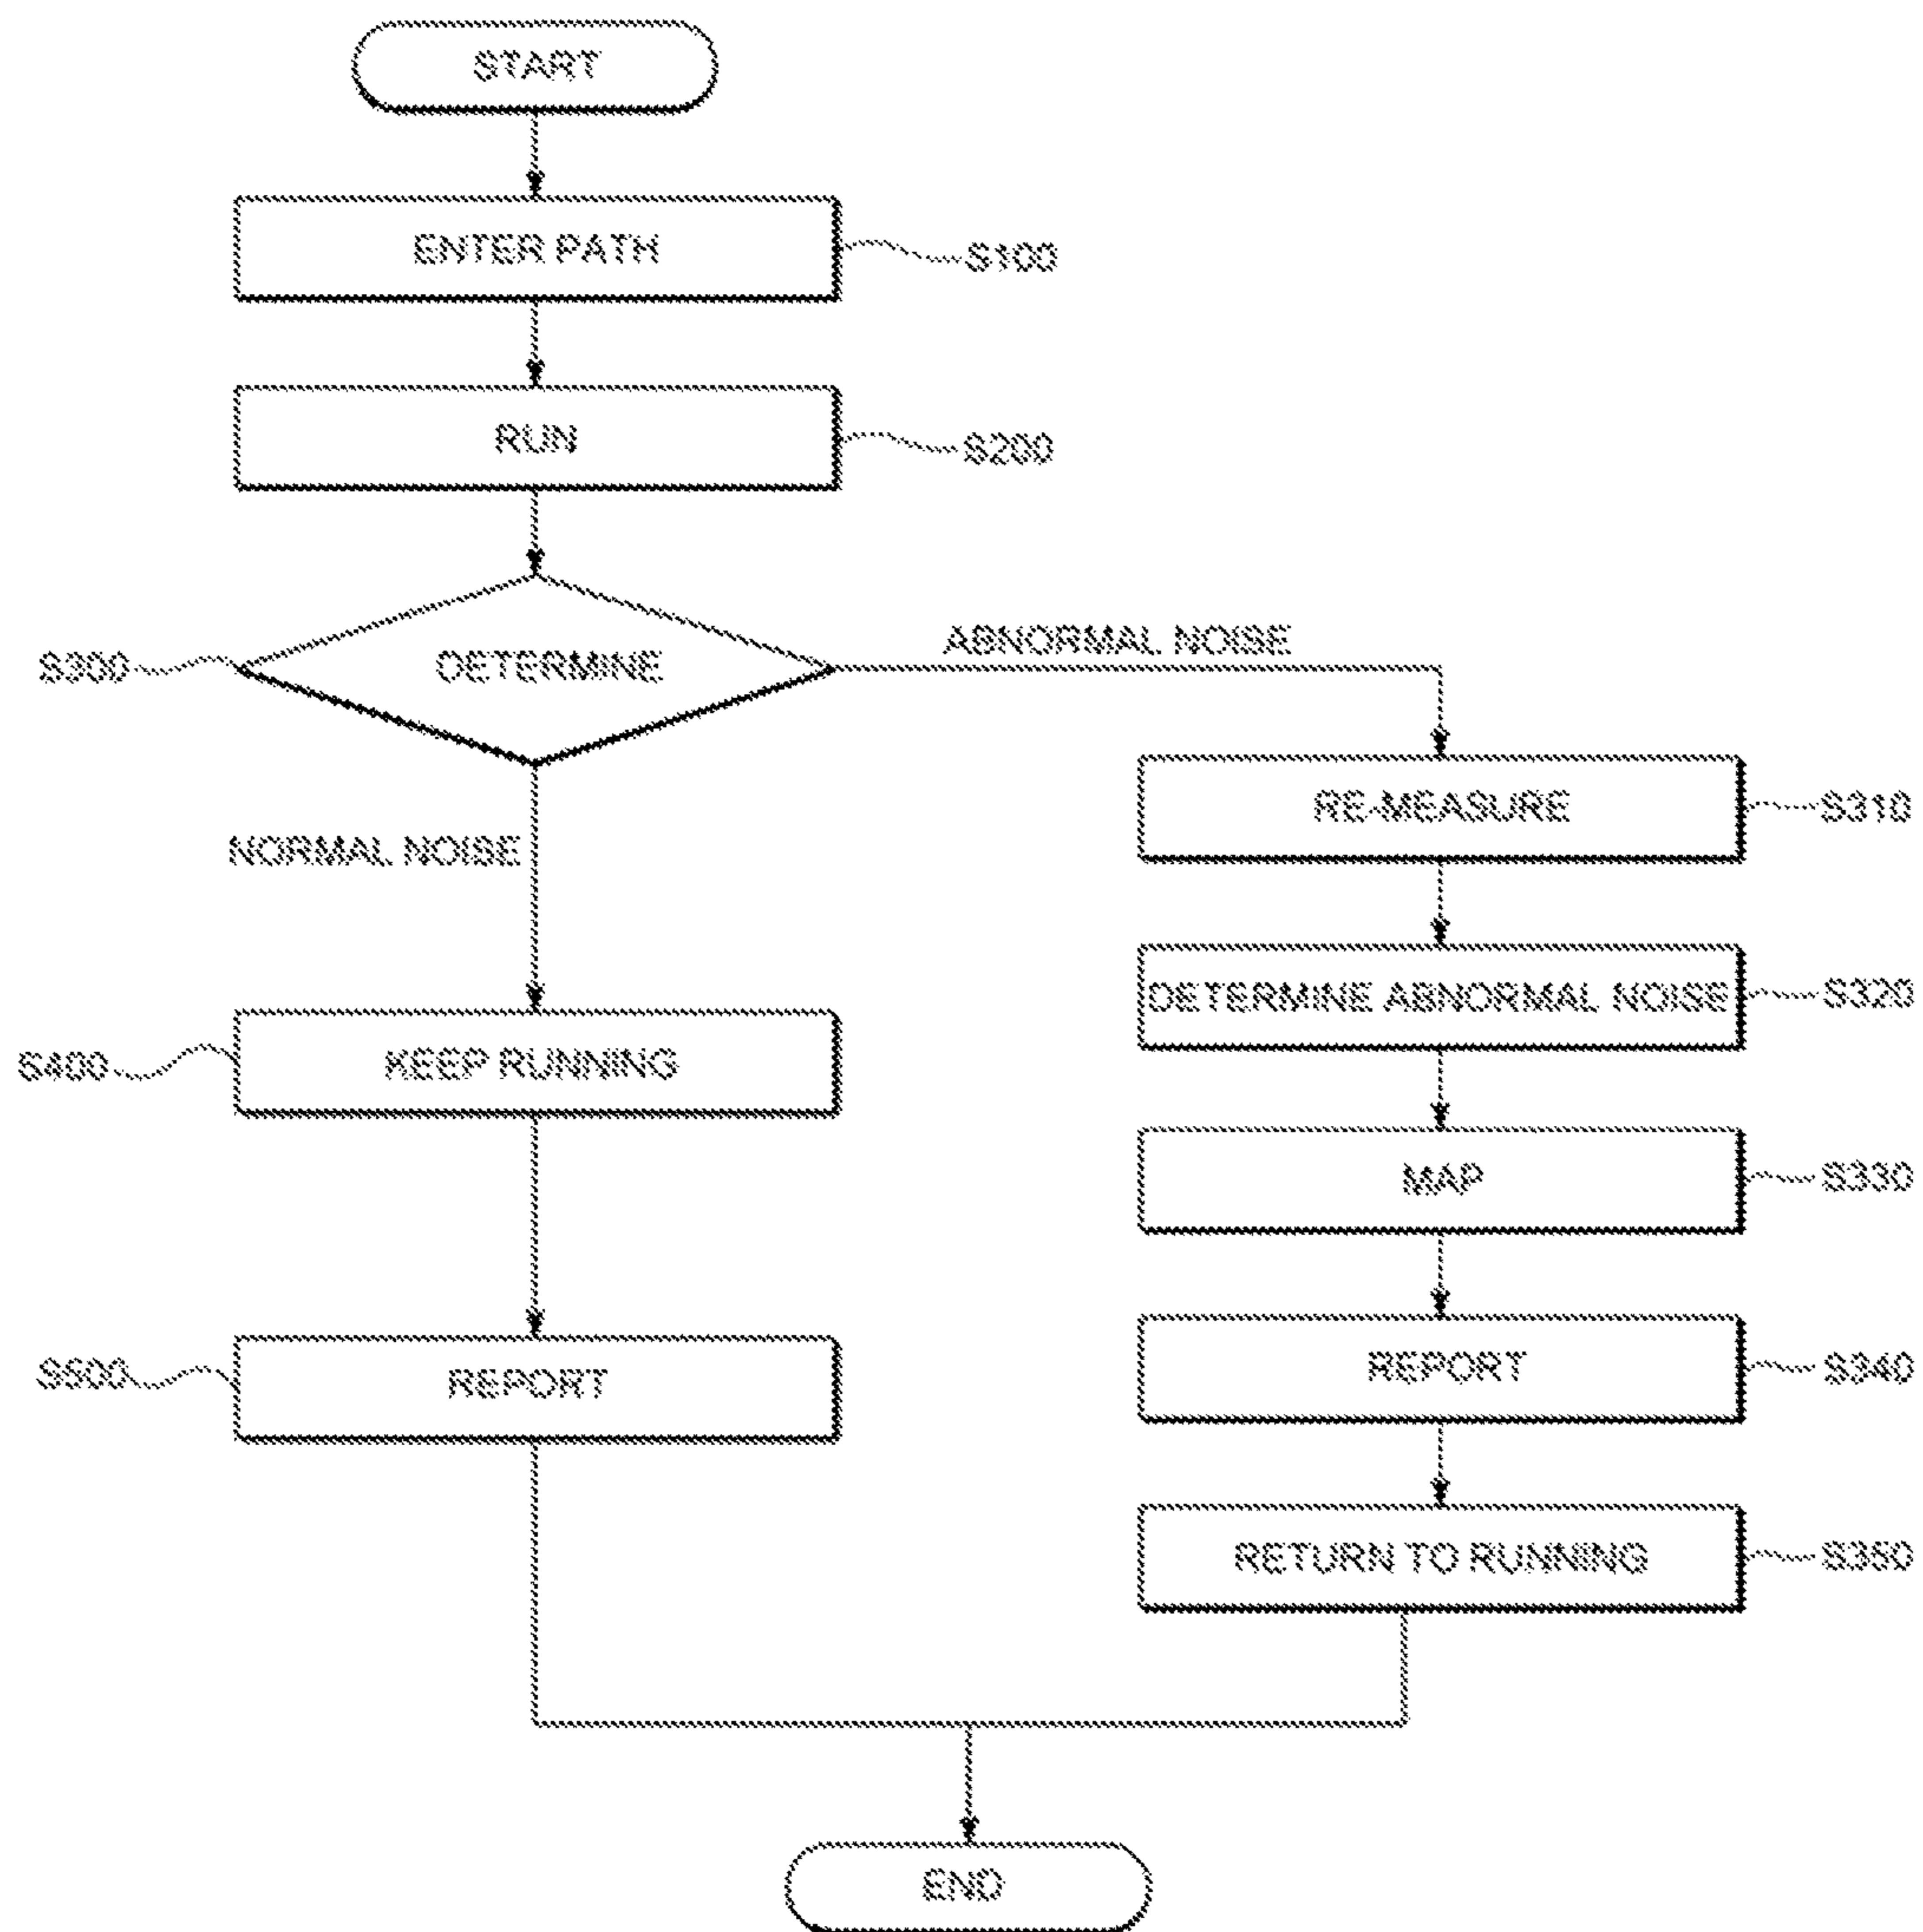 START
ENTER PATH
S100
RUN
S200
S300
DETERMINE
ABNORMAL NOISE
NORMAL NOISE
RE-MEASURE
S310
DETERMINE ABNORMAL NOISE
S320
S400
KEEP RUNNING
MAP
S330
REPORT
S340
S500
REPORT
RETURN TO RUNNING
S350
END